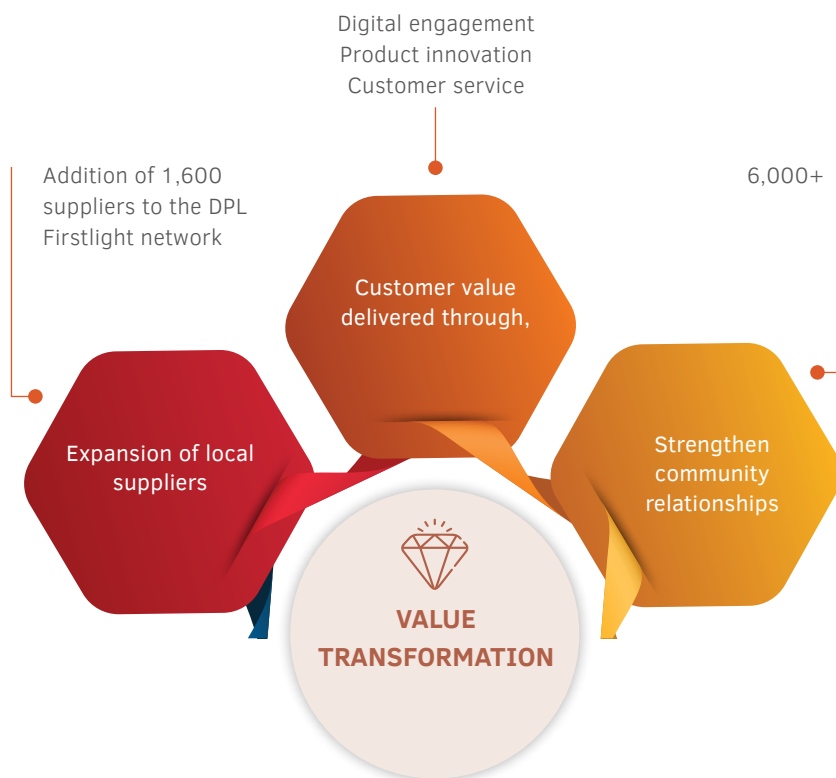 Digital engagement
Product innovation
Customer service
Addition of 1,600
suppliers to the DPL
Firstlight network
6,000+
Customer value
delivered through,
Expansion of local
suppliers
Strengthen
community
relationships
VALUE
TRANSFORMATION